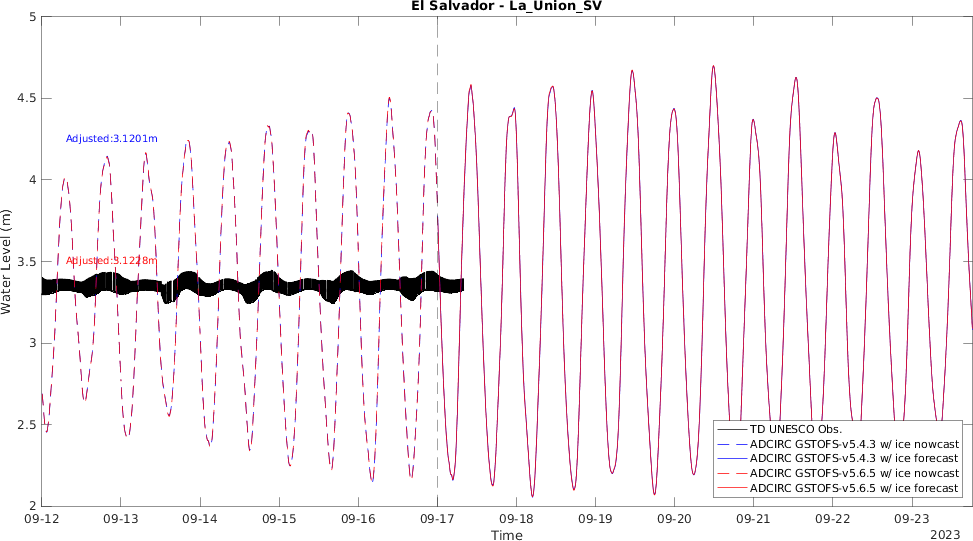 El Salvador - La_Union_SV
5
4.5
4
3.5
3
2.5
2
Water Level (m)
Adjusted:3.1201m
Adjusted:3.1228m
TD UNESCO Obs.
ADCIRC GSTOFS-v5.4.3 w/ ice nowcast
ADCIRC GSTOFS-v5.4.3 w/ ice forecast
ADCIRC GSTOFS-v5.6.5 w/ ice nowcast
ADCIRC GSTOFS-v5.6.5 w/ ice forecast
09-12 09-13 09-14 09-15 09-16 09-17 09-18 09-19 09-20 09-21 09-22 09-23
Time
2023